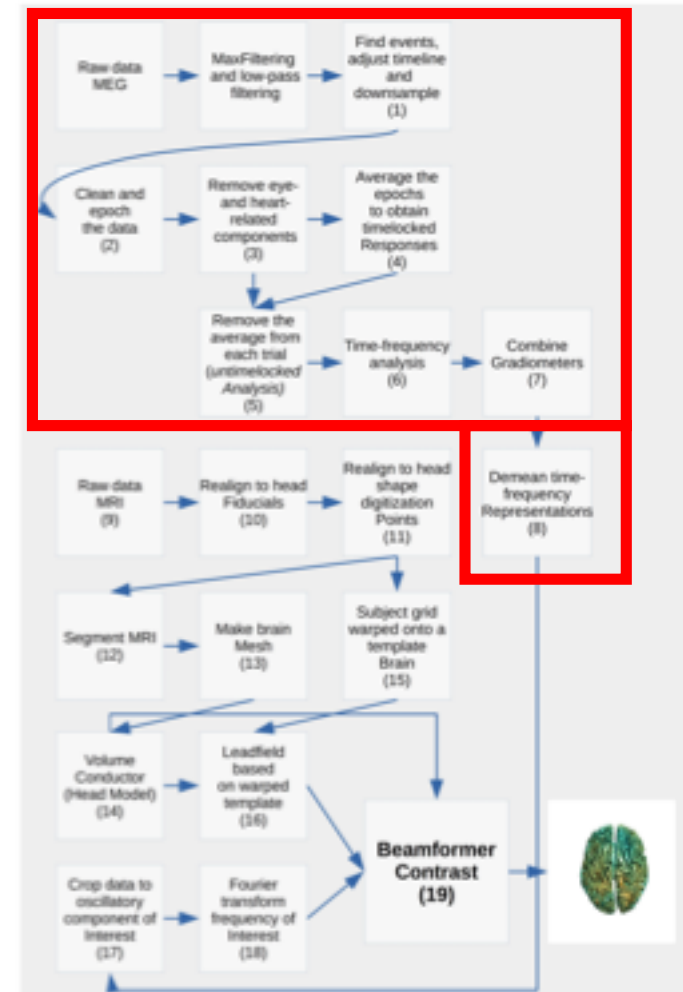 Raw data
MEG
MaxFiltering
and low-pass
filtering
Find events,
adjust timeline
and
downsample
(1)
Clean and
epoch
the data
(2)
Remove eye-
and heart-
related
components
(3)
Average the
epochs
to obtain
timelocked
Responses
(4)
Remove the
average from
each trial
(untimelocked
Analysis)
(5)
Time-frequency
analysis
(6)
Combine
Gradiometers
(7)
Raw data
MRI
(9)
Realign to head
Fiducials
(10)
Realign to head
shape
digitization
Points
(11)
Demean time-
frequency
Representations
(8)
Segment MRI
(12)
Make brain
Mesh
(13)
Subject grid
warped onto a
template
Brain
(15)
Volume
Conductor
(Head Model)
(14)
Leadfield
based
on warped
template
(16)
Beamformer
Contrast
(19)
Crop data to
oscillatory
component of
Interest
(17)
Fourier
transform
frequency of
Interest
(18)